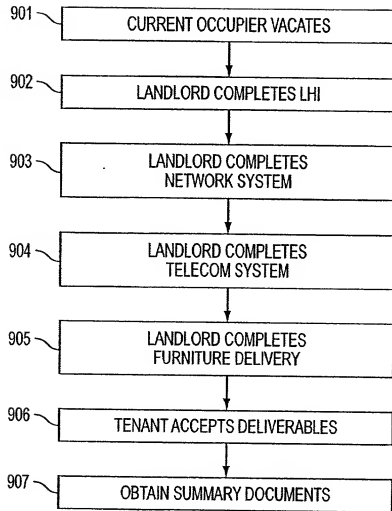 901
CURRENT OCCUPIER VACATES
902
LANDLORD COMPLETES LHI
903
LANDLORD COMPLETES
NETWORK SYSTEM
904
LANDLORD COMPLETES
TELECOM SYSTEM
905
LANDLORD COMPLETES
FURNITURE DELIVERY
906
TENANT ACCEPTS DELIVERABLES
907
OBTAIN SUMMARY DOCUMENTS